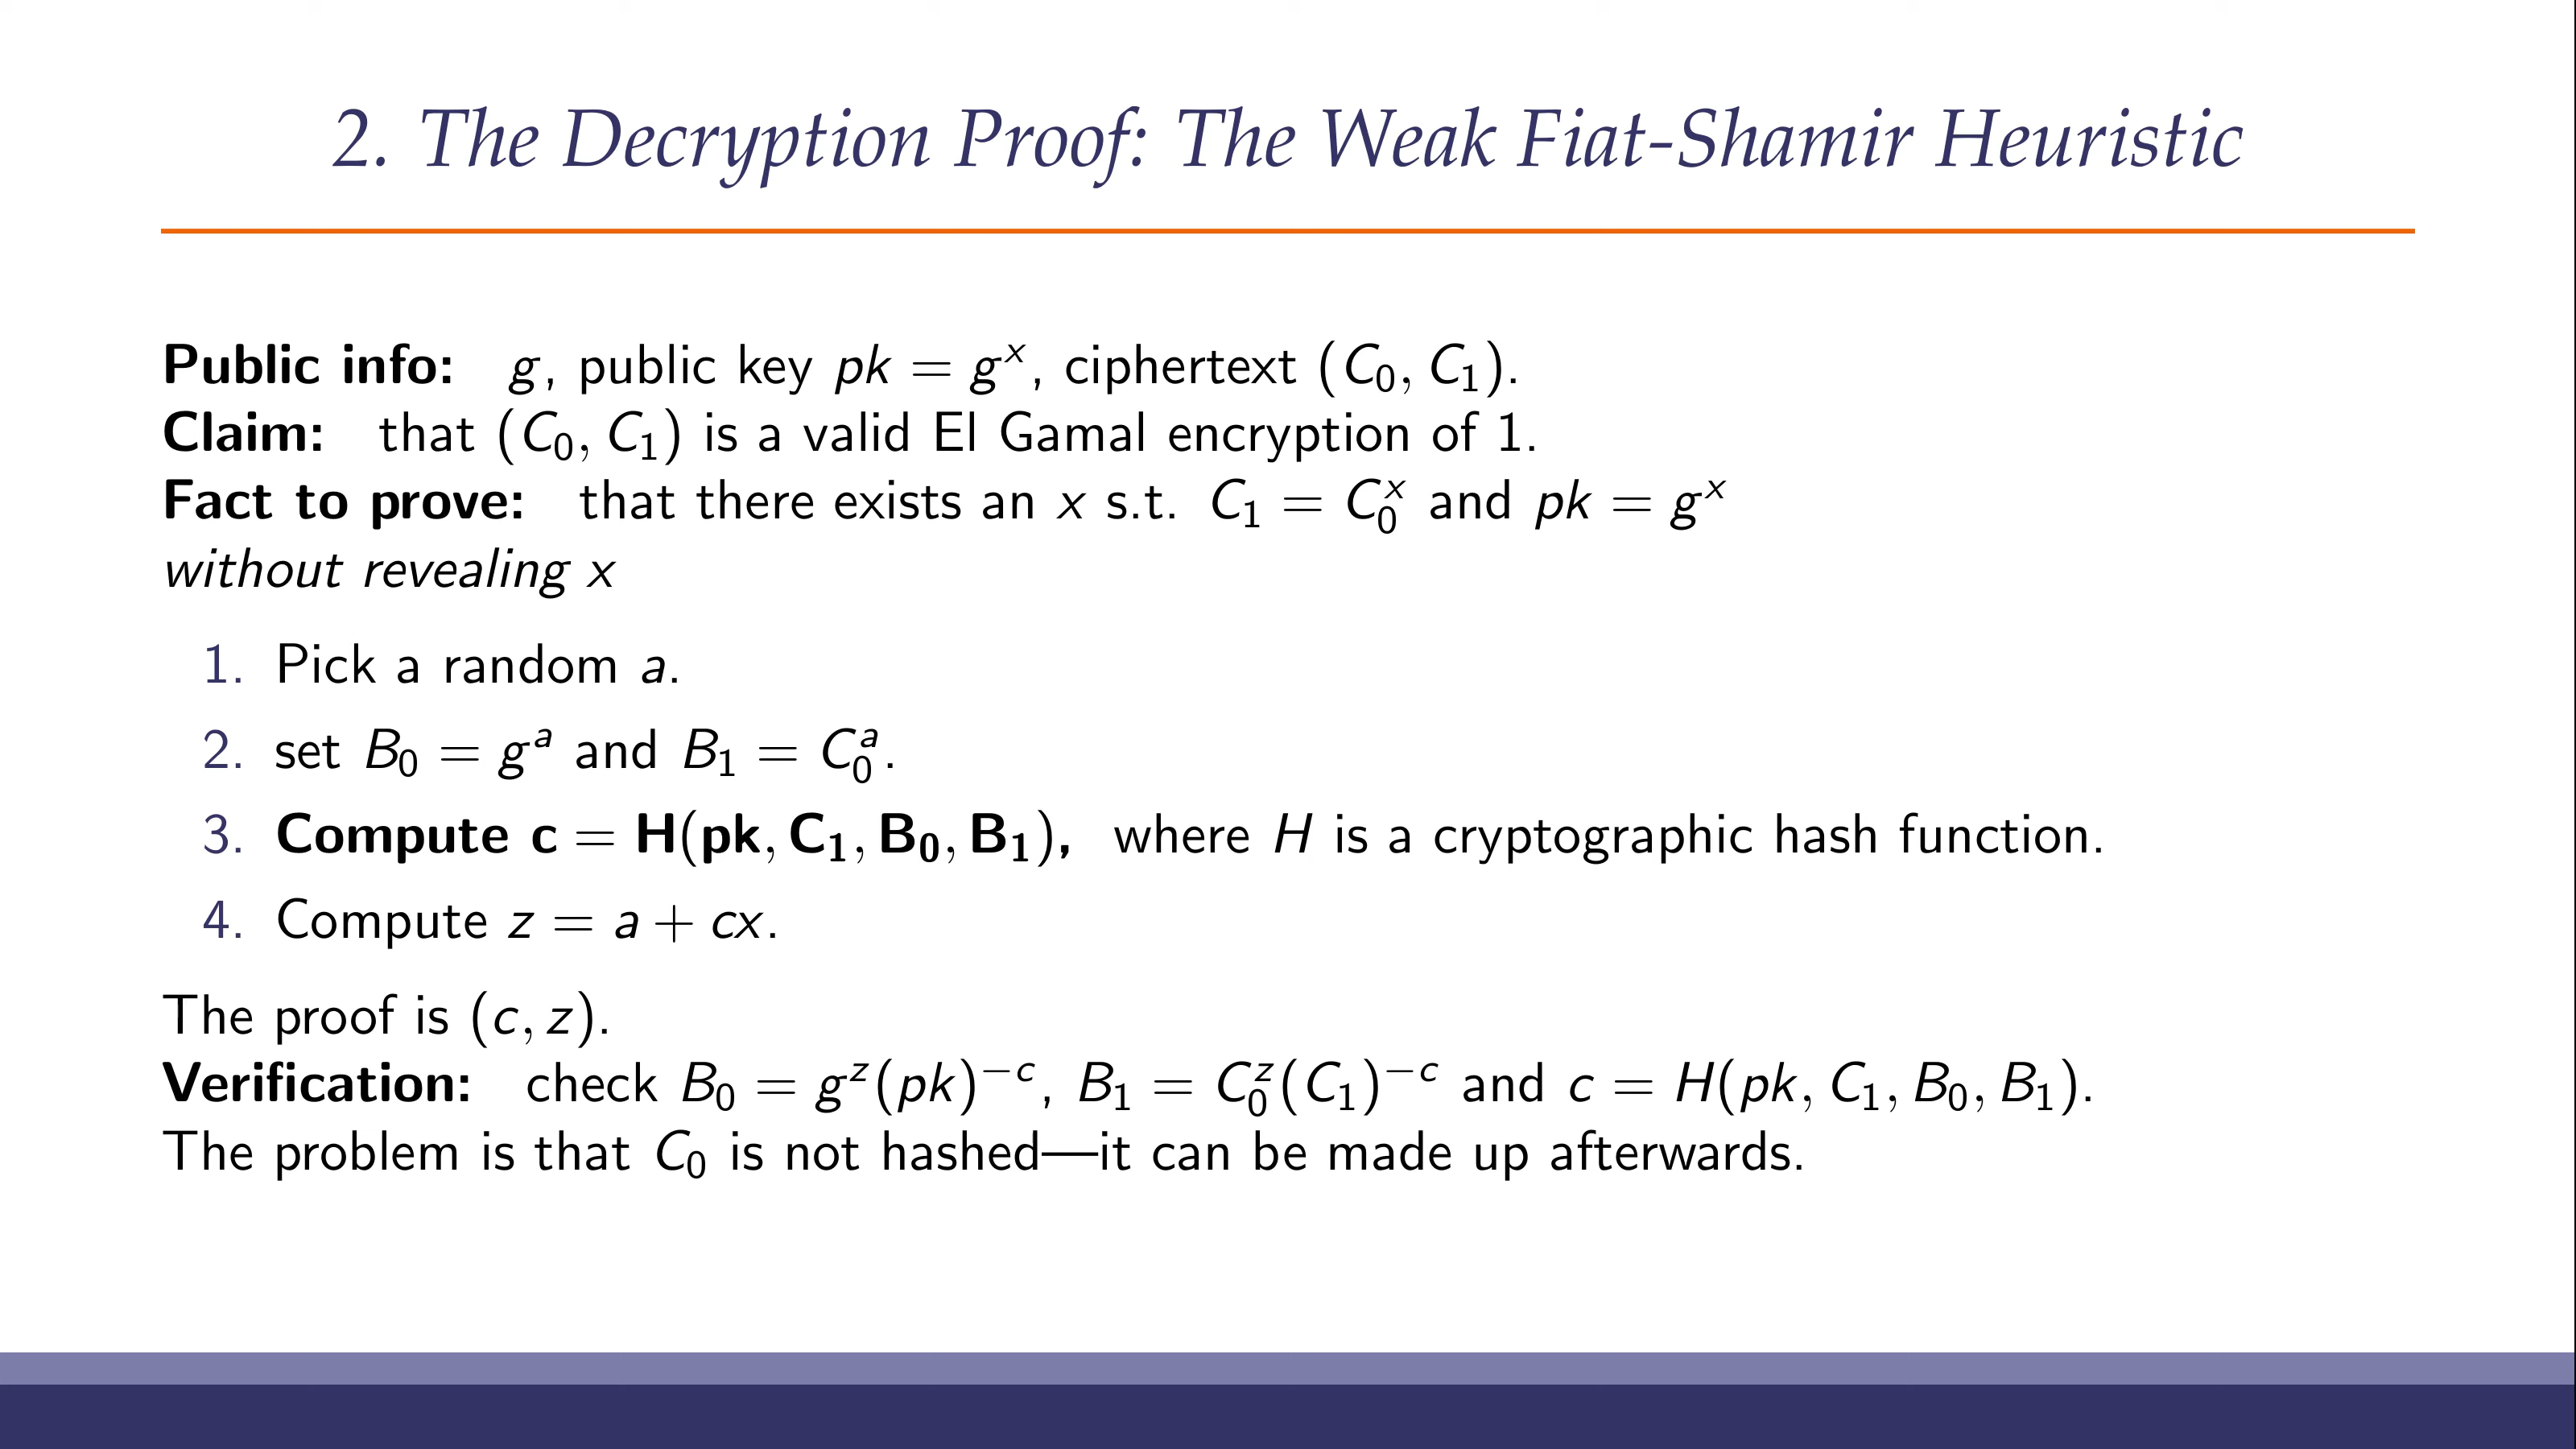 2. The Decryption Proof: The Weak Fiat-Shamir Heuristic
Public info: g, public key pk = g^x, ciphertext (C_0, C_1).
Claim: that (C_0, C_1) is a valid El Gamal encryption of 1.
Fact to prove: that there exists an x s.t. C_1 = C_0^x and pk = g^x
without revealing x
1. Pick a random a.
2. set B_0 = g^a and B_1 = C_0^a.
3. Compute c = H(pk, C_1, B_0, B_1), where H is a cryptographic hash function.
4. Compute z = a + cx.
The proof is (c, z).
Verification: check B_0 = g^z(pk)^{-c}, B_1 = C_0^z(C_1)^{-c} and c = H(pk, C_1, B_0, B_1).
The problem is that C_0 is not hashed—it can be made up afterwards.